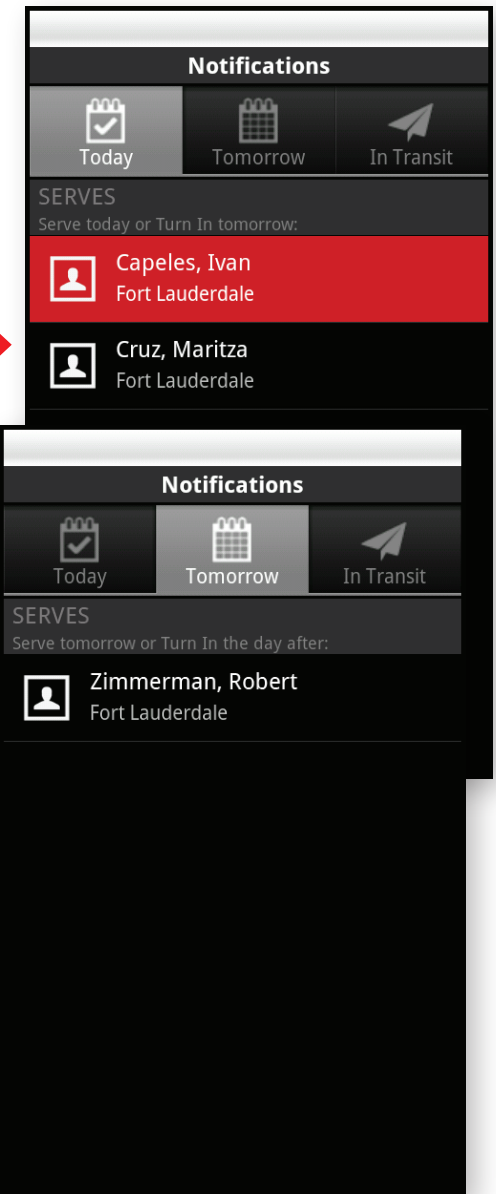 Notifications
Today Tomorrow In Transit
SERVES
Serve today or Turn In tomorrow:
Capeles, Ivan
Fort Lauderdale
Cruz, Maritza
Fort Lauderdale
Notifications
Today Tomorrow In Transit
SERVES
Serve tomorrow or Turn In the day after:
Zimmerman, Robert
Fort Lauderdale